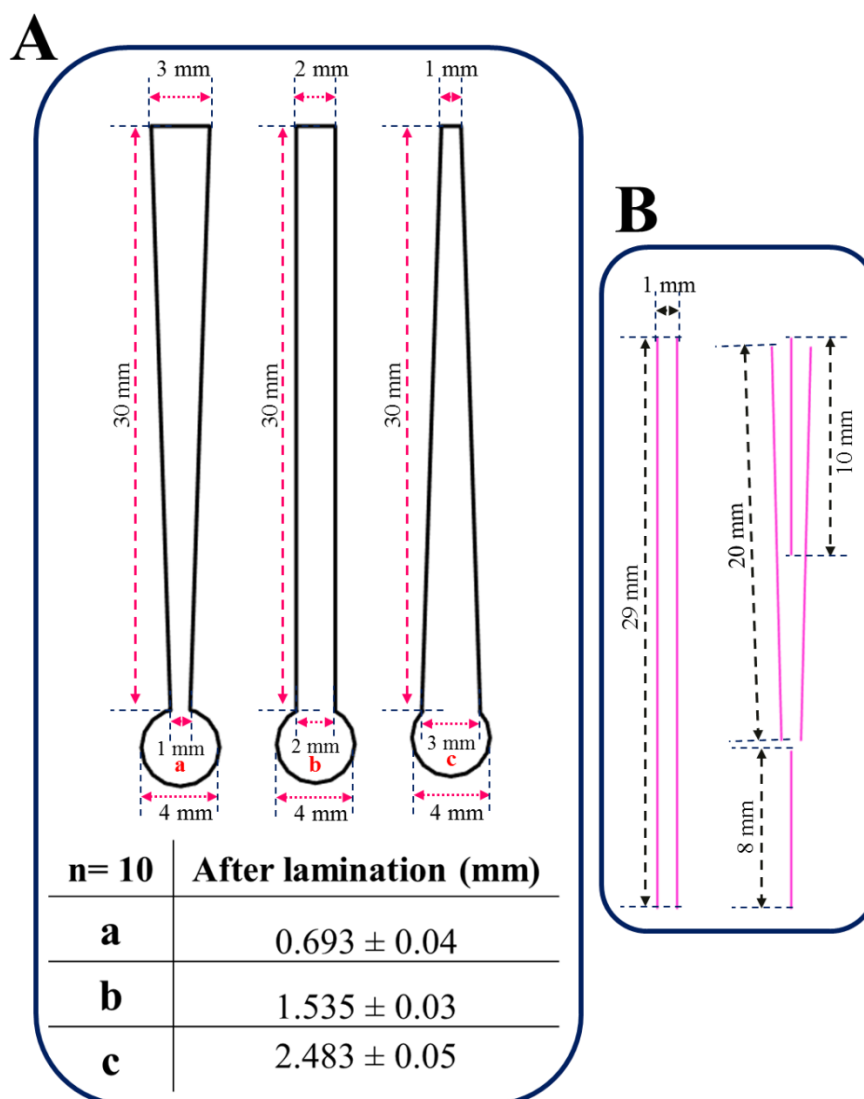 A
3 mm
2 mm
1 mm
30 mm
30 mm
30 mm
1 mm
a
2 mm
b
3 mm
c
4 mm
4 mm
4 mm
n= 10 After lamination (mm)
a 0.693 ± 0.04
b 1.535 ± 0.03
c 2.483 ± 0.05
B
1 mm
29 mm
20 mm
10 mm
8 mm